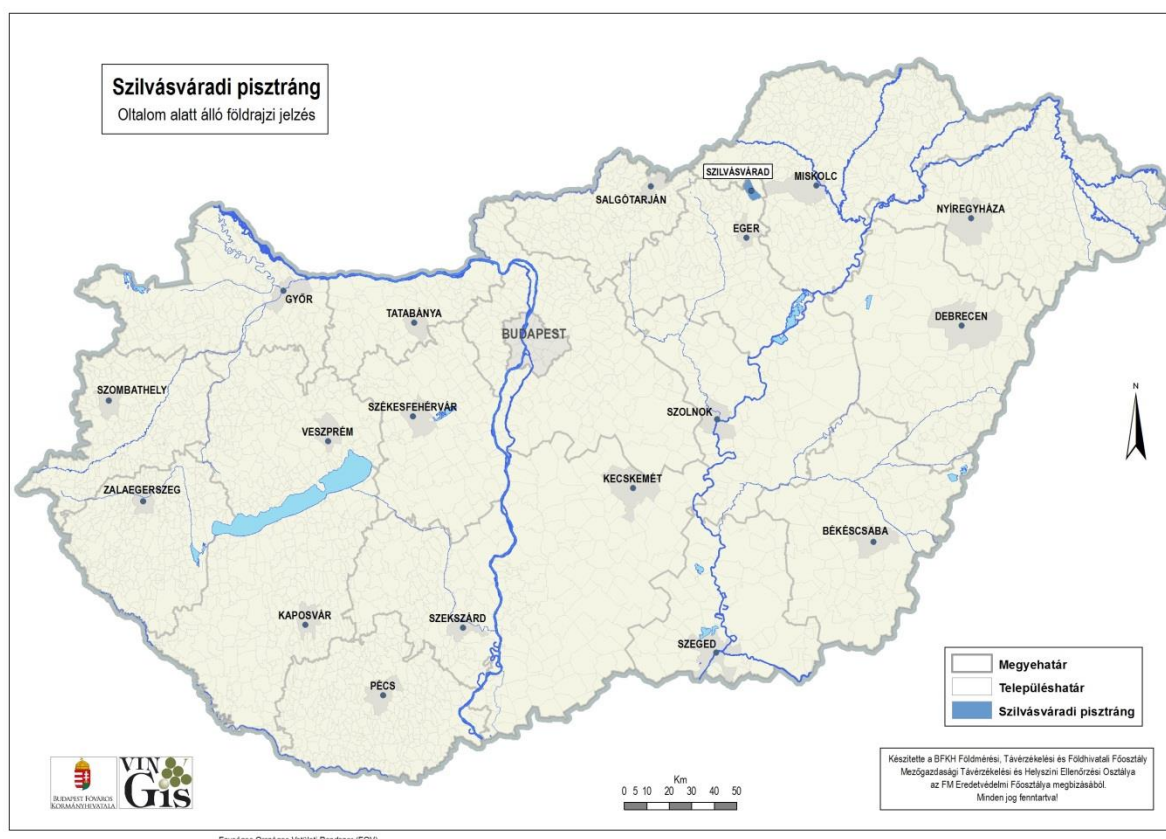 Szilvásváradi pisztráng
Oltalom alatt álló földrajzi jelzés
SZILVÁSVÁRAD
MISKOLC
SALGÓTARJÁN
NYÍREGYHÁZA
EGER
GYŐR
TATABÁNYA
DEBRECEN
BUDAPEST
SZOMBATHELY
SZÉKESFEHÉRVÁR
SZOLNOK
VESZPRÉM
N
KECSKEMÉT
ZALAEGERSZEG
BÉKÉSCSABA
KAPOSVÁR
SZEKSZÁRD
SZEGED
PÉCS
Megyehatár
Településhatár
Szilvásváradi pisztráng
BUDAPEST FŐVÁROS
KORMÁNYHIVATALA
VIN
GIS
Km
0 5 10 20 30 40 50
Készítette a BFKH Földmérési, Távérzékelési és Földhivatali Főosztály
Mezőgazdasági Távérzékelési és Helyszíni Ellenőrzési Osztálya
az FM Eredetvédelmi Főosztálya megbízásából.
Minden jog fenntartva!